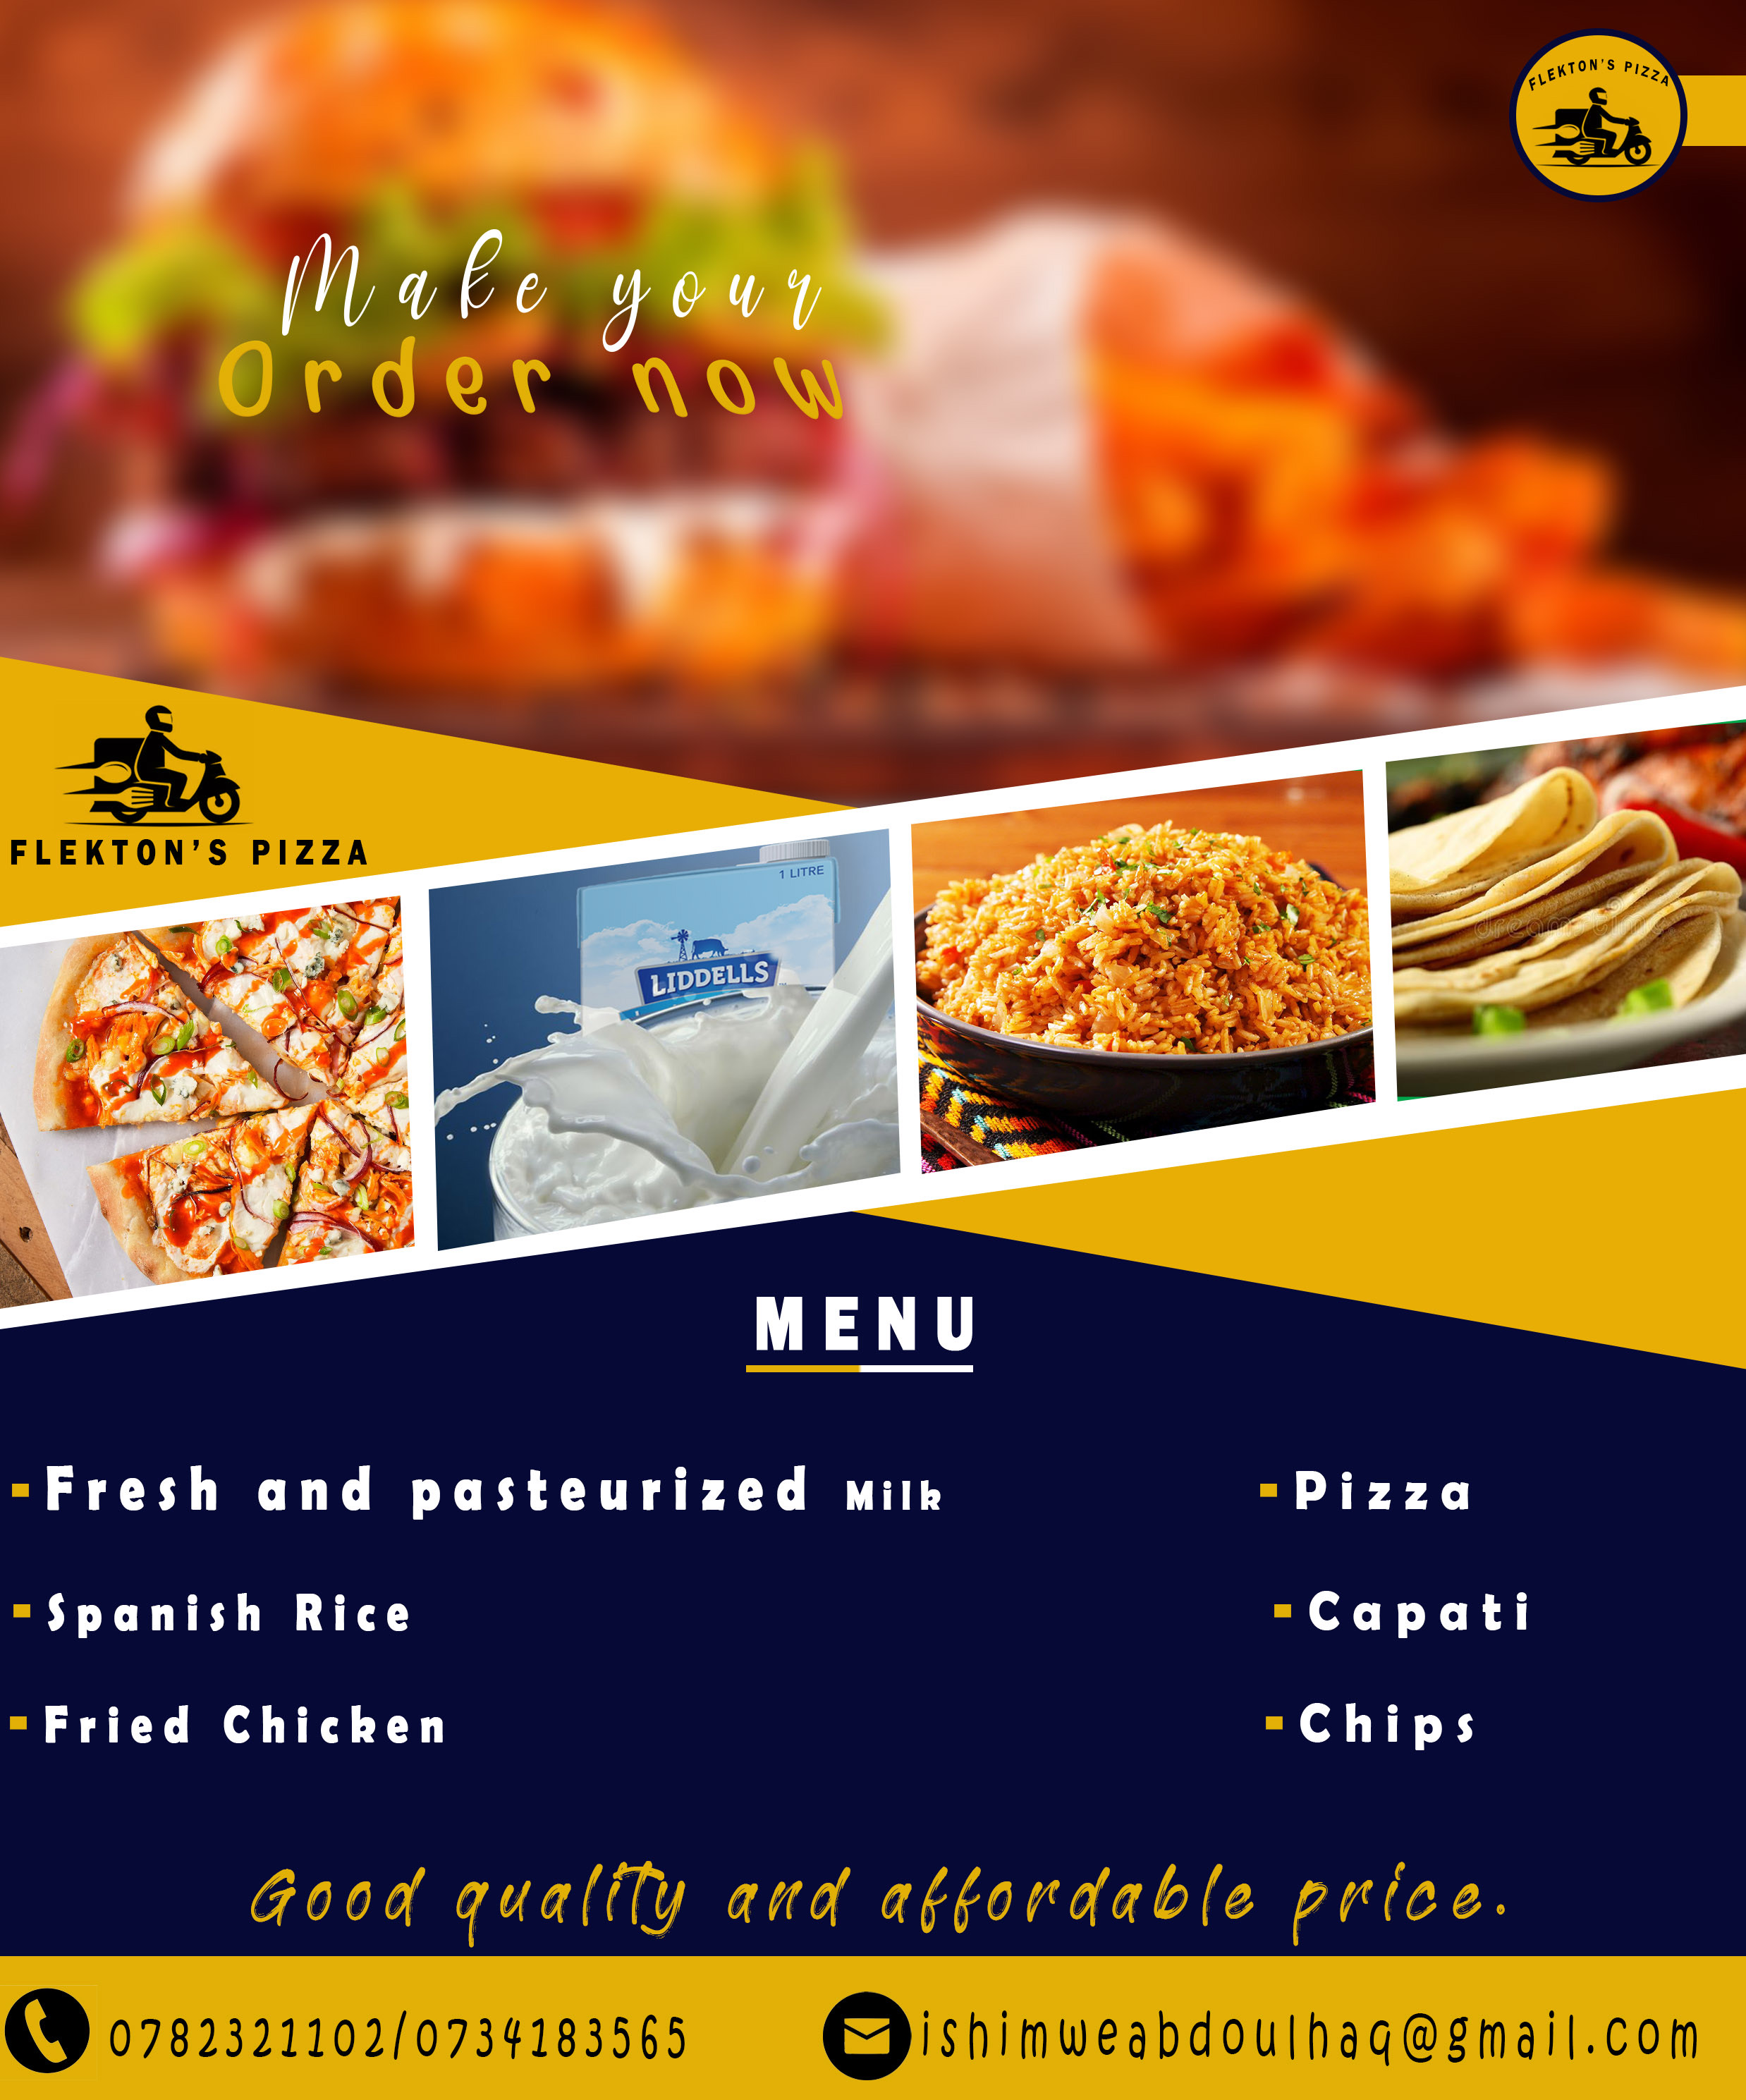 FLEKTON'S PIZZA
Make your
Order now
FLEKTON'S PIZZA
1 LITRE
LIDDELLS
dreamstime
MENU
- Fresh and pasteurized Milk
- Pizza
- Spanish Rice
- Capati
- Fried Chicken
- Chips
Good quality and affordable price.
0782321102/0734183565
ishimweabdoulhaq@gmail.com